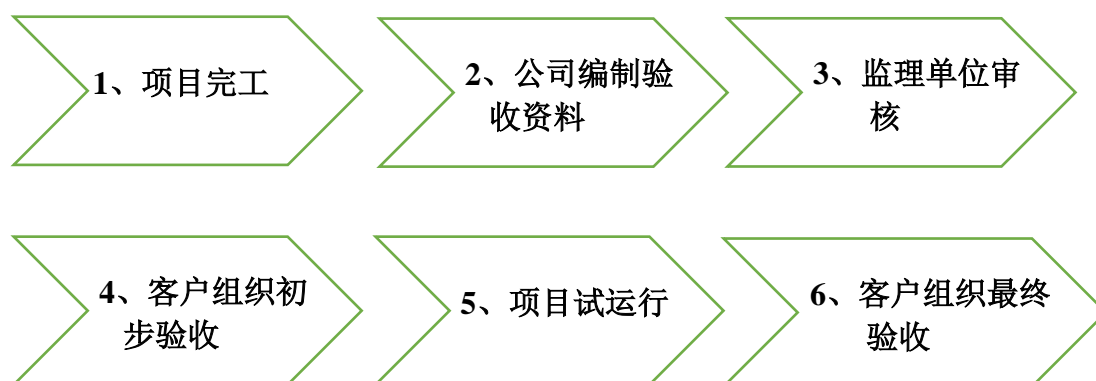 1、项目完工
2、公司编制验
收资料
3、监理单位审
核
4、客户组织初
步验收
5、项目试运行
6、客户组织最终
验收